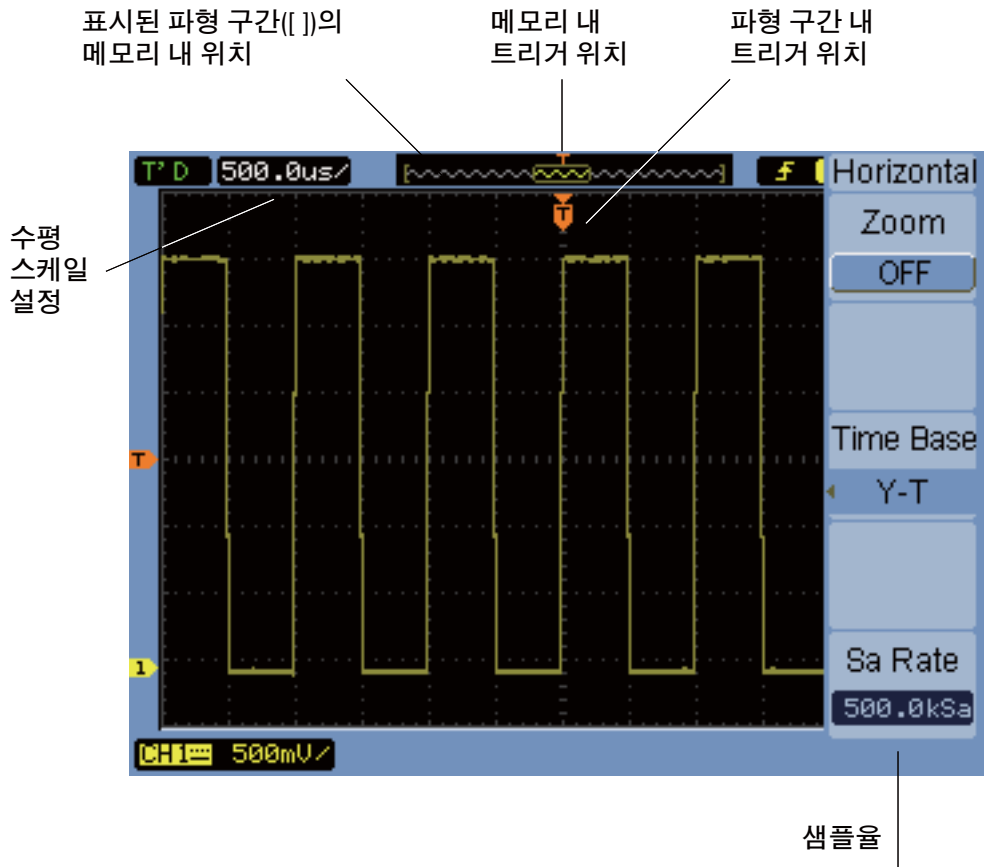 표시된 파형 구간([ ])의
메모리 내 위치
메모리 내
트리거 위치
파형 구간 내
트리거 위치
수평
스케일
설정
T’D 500.0us/
T
Horizontal
Zoom
OFF
T
Time Base
Y-T
T
1
Sa Rate
500.0kSa
CH1 500mV/
샘플율